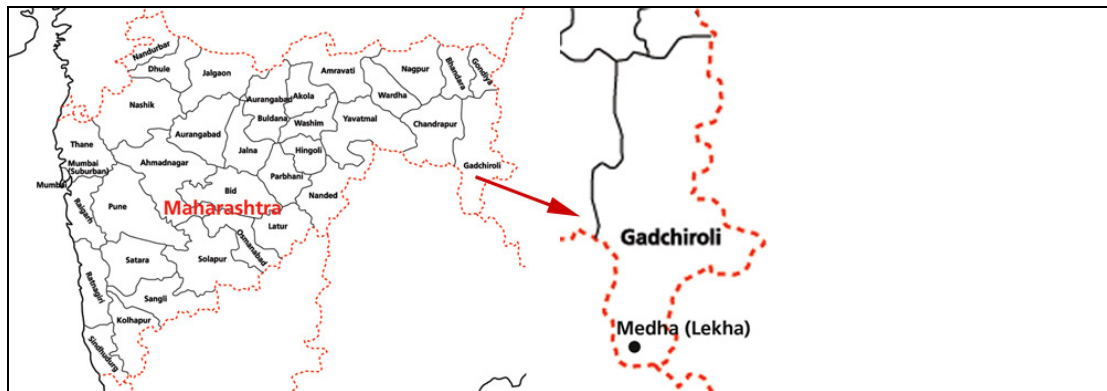 Nandurbar
Dhule
Jalgaon
Nashik
Aurangabad
Buldana
Akola
Amravati
Nagpur
Bhandara
Gondiya
Wardha
Washim
Yavatmal
Chandrapur
Aurangabad
Jalna
Hingoli
Thane
Mumbai
(Suburban)
Mumbai
Ahmadnagar
Parbhani
Gadchiroli
Raigarh
Pune
Bid
Nanded
Maharashtra
Latur
Osmanabad
Satara
Solapur
Ratnagiri
Sangli
Kolhapur
Sindhudurg
Gadchiroli
Medha (Lekha)